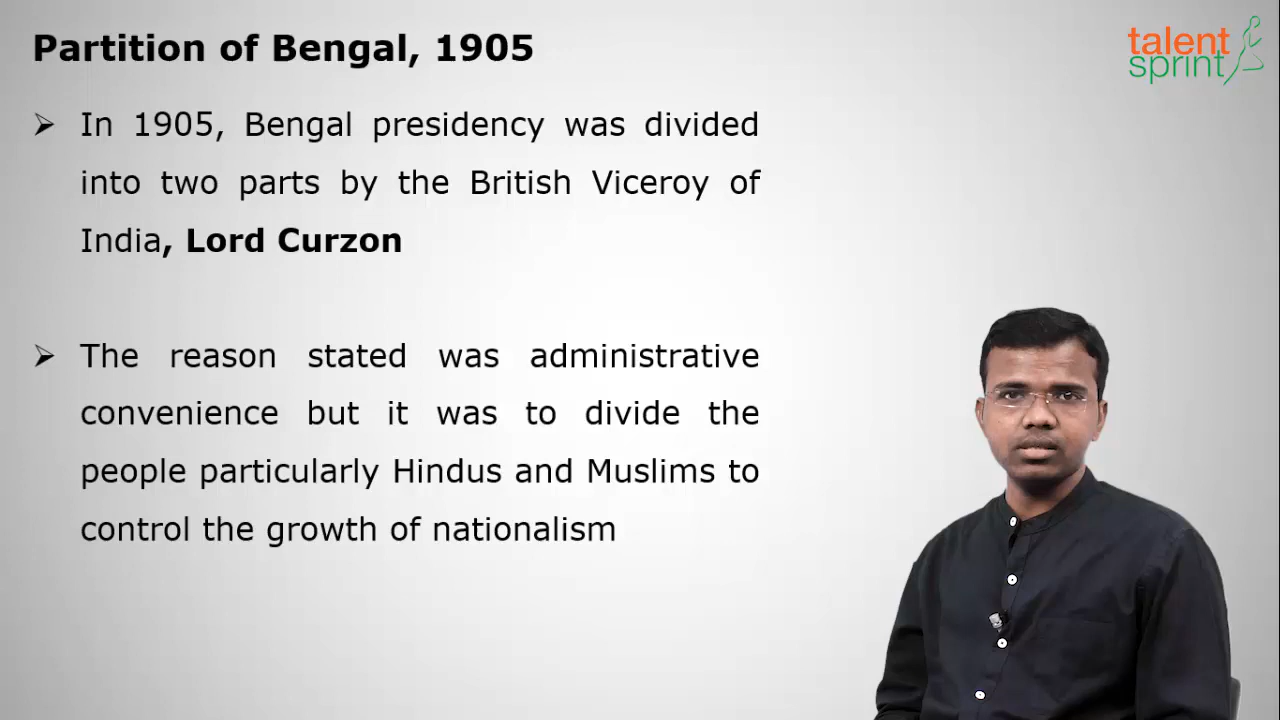 Partition of Bengal, 1905
talent
sprint
➢ In 1905, Bengal presidency was divided
into two parts by the British Viceroy of
India, Lord Curzon
➢ The reason stated was administrative
convenience but it was to divide the
people particularly Hindus and Muslims to
control the growth of nationalism